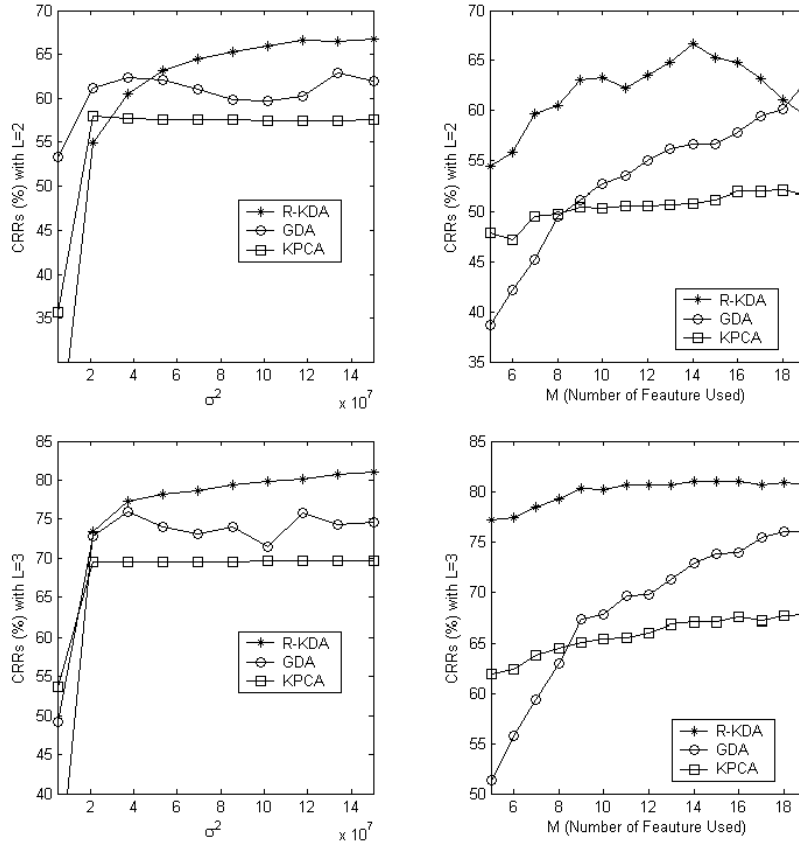 70
65
60
55
50
45
40
35
CRRs (%) with L=2
R-KDA
GDA
KPCA
2 4 6 8 10 12 14
σ²
x 10⁷
70
65
60
55
50
45
40
35
CRRs (%) with L=2
R-KDA
GDA
KPCA
6 8 10 12 14 16 18
M (Number of Feauture Used)
85
80
75
70
65
60
55
50
45
40
CRRs (%) with L=3
R-KDA
GDA
KPCA
2 4 6 8 10 12 14
σ²
x 10⁷
85
80
75
70
65
60
55
50
CRRs (%) with L=3
R-KDA
GDA
KPCA
6 8 10 12 14 16 18
M (Number of Feauture Used)